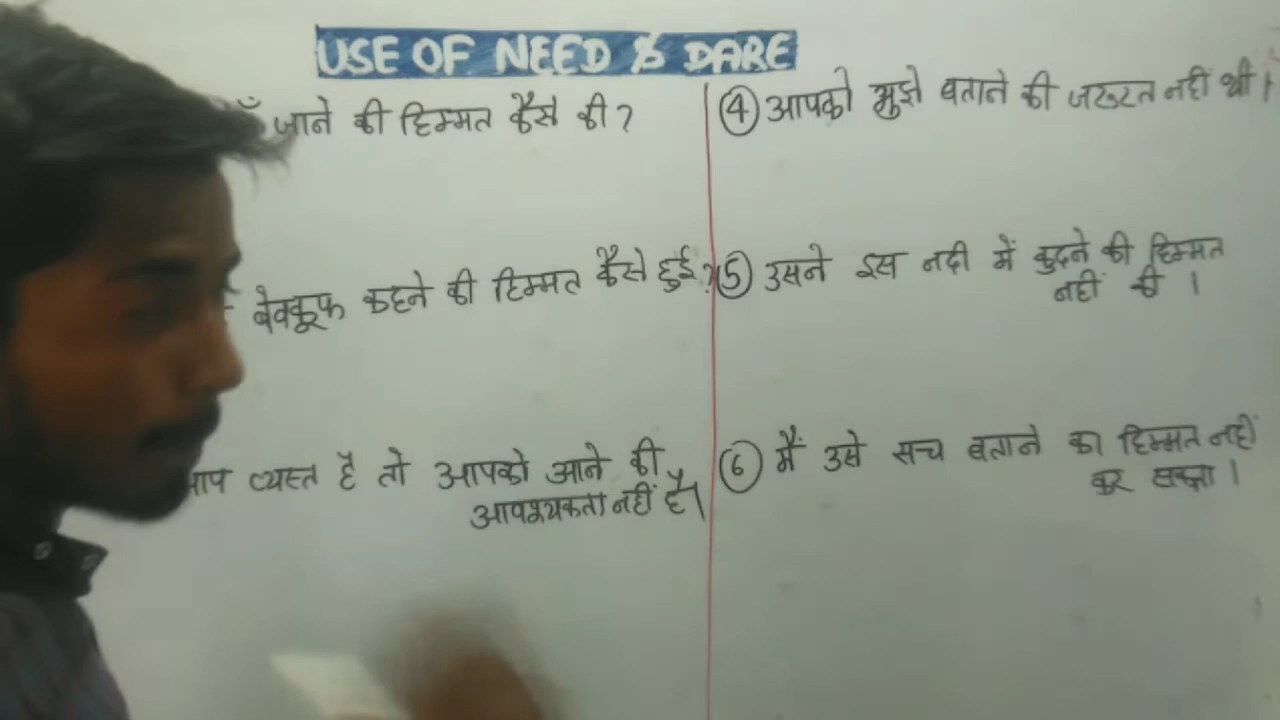 USE OF NEED & DARE
जाने की हिम्मत कैसे की ?
बेवकूफ कहने की हिम्मत कैसे हुई ?
आप व्यस्त है तो आपको आने की
आवश्यकता नहीं है।
④ आपको मुझे बताने की जरूरत नहीं थी।
⑤ उसने इस नदी में कुदने की हिम्मत
नहीं की ।
⑥ मैं उसे सच बताने का हिम्मत नहीं
कर सकता ।